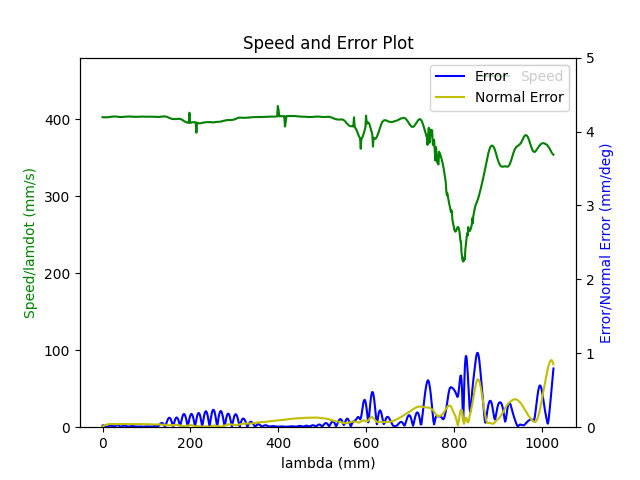 Speed and Error Plot
Speed
Error
Normal Error
Speed/lamdot (mm/s)
400
300
200
100
0
Error/Normal Error (mm/deg)
5
4
3
2
1
0
0 200 400 600 800 1000
lambda (mm)